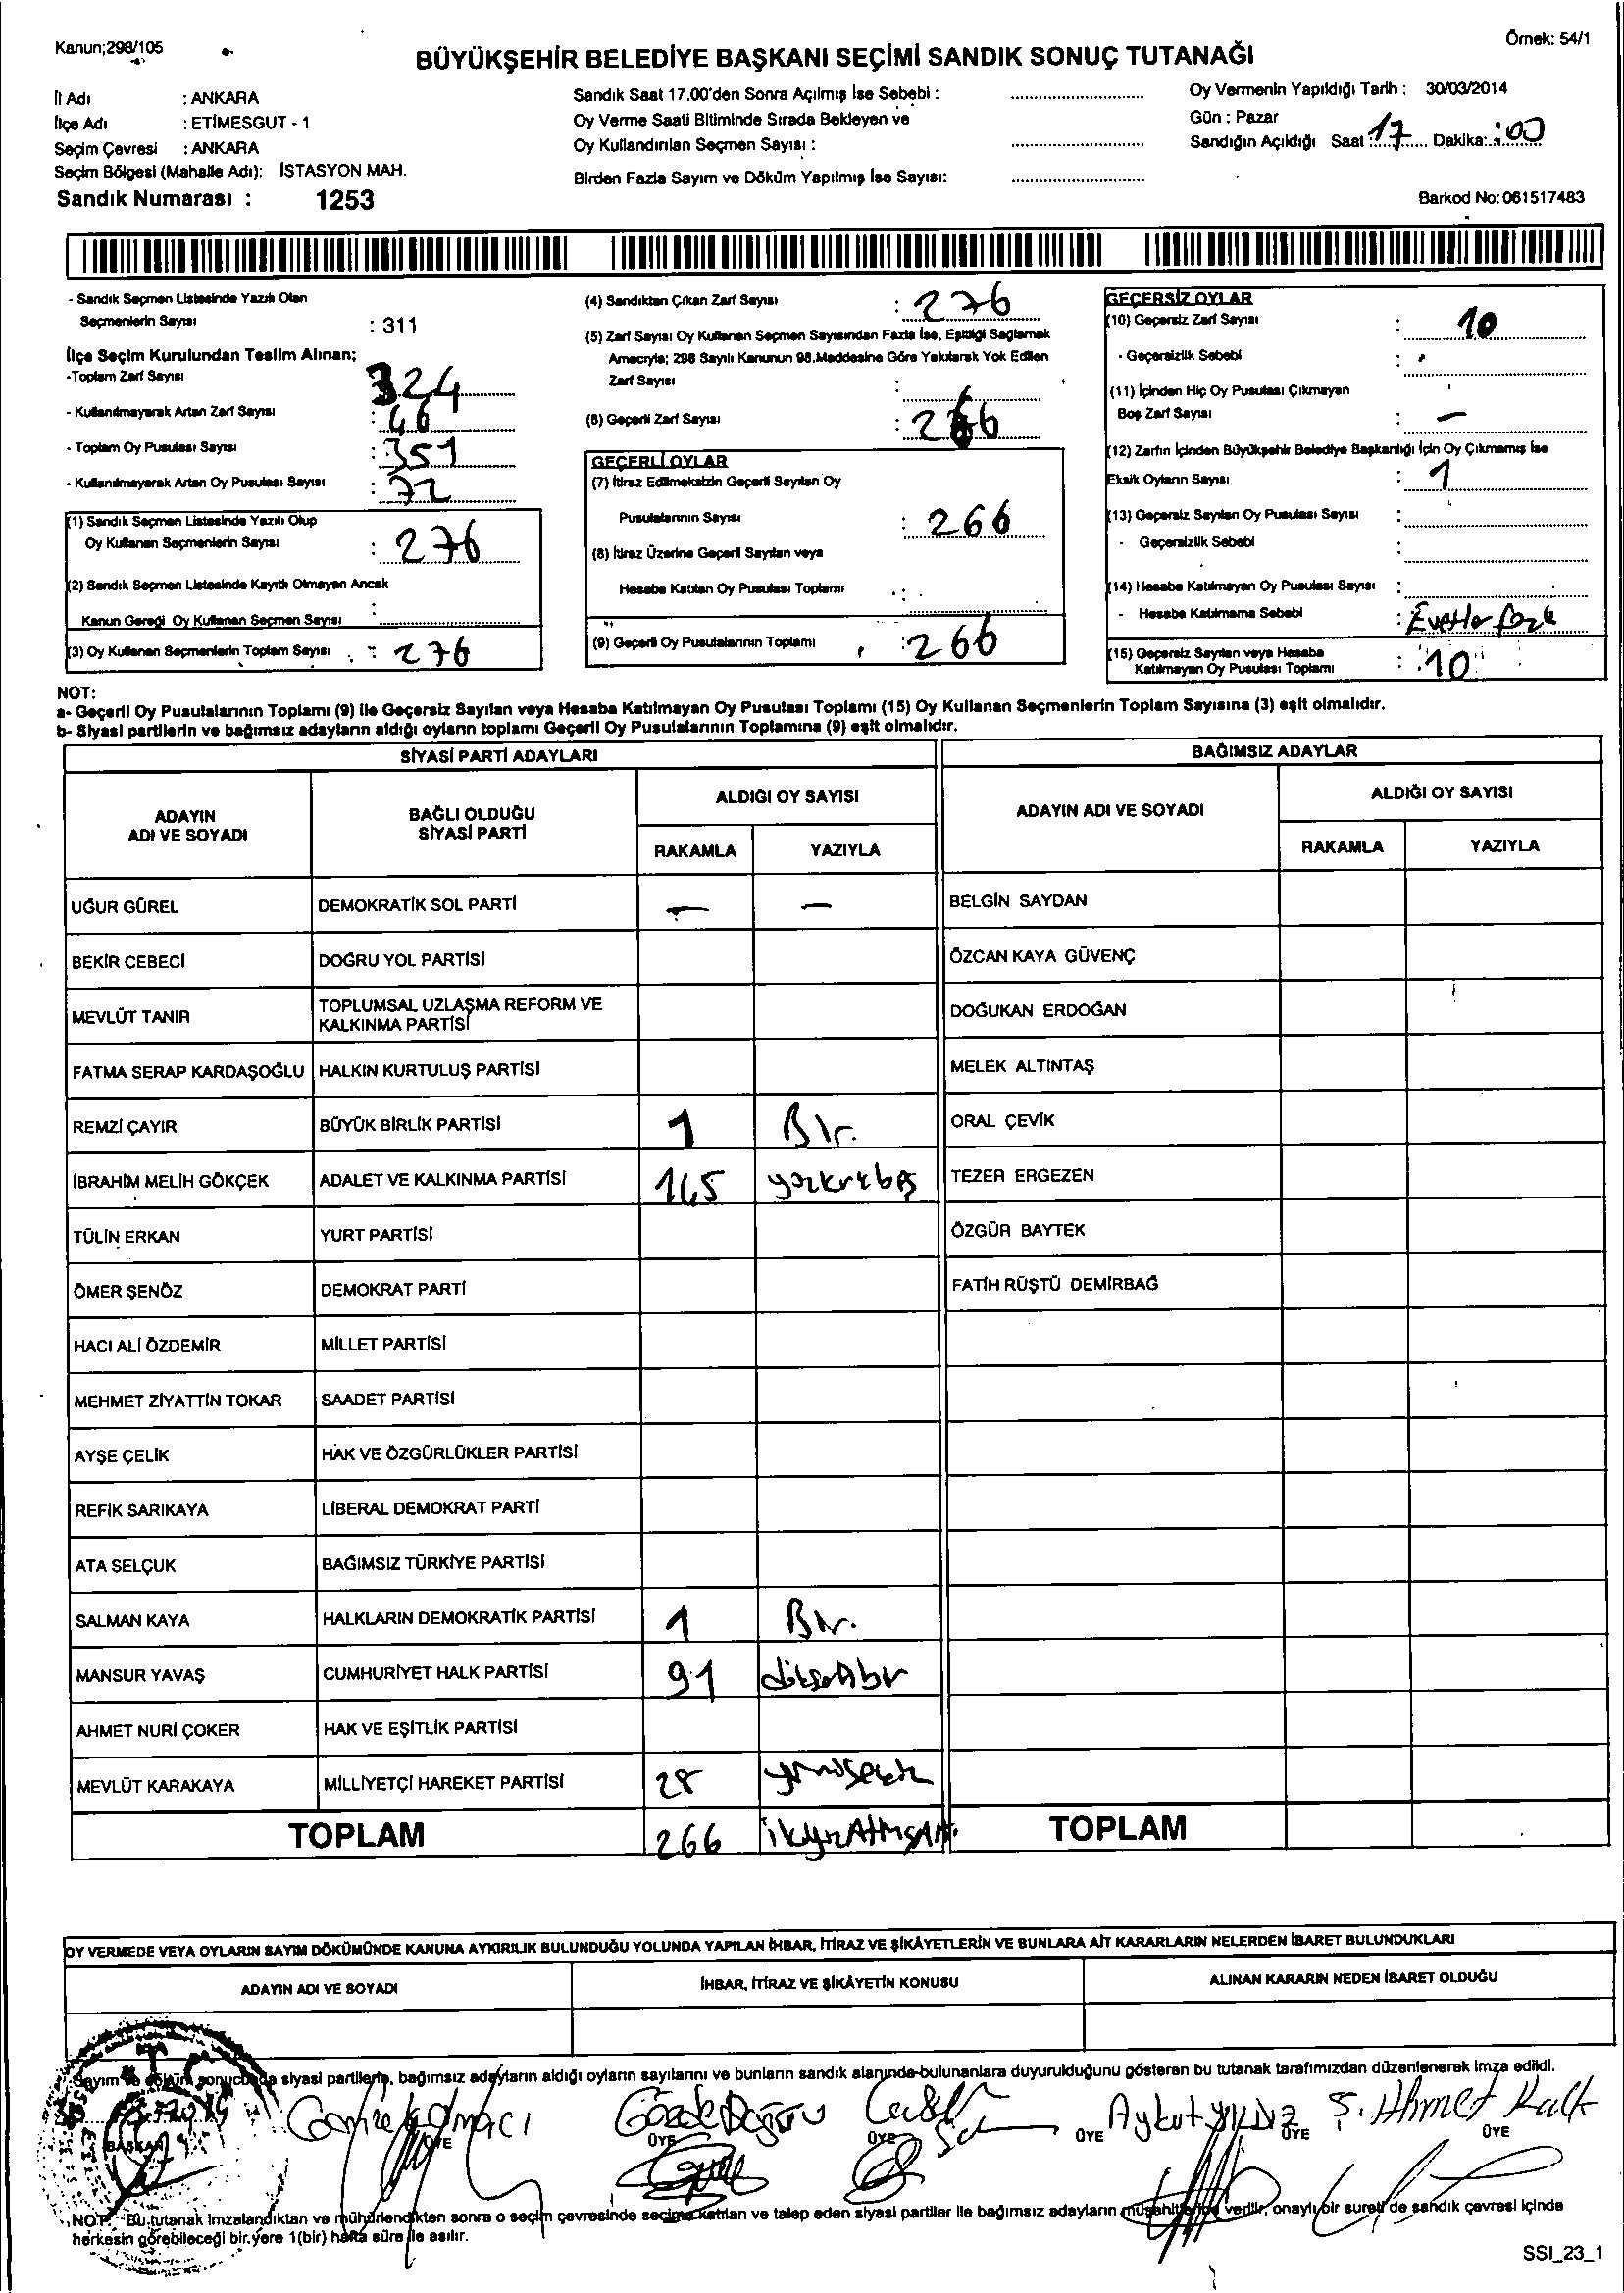 Kanun;298/105
Örnek: 54/1
BÜYÜKŞEHİR BELEDİYE BAŞKANI SEÇİMİ SANDIK SONUÇ TUTANAĞI
İl Adı : ANKARA
İlçe Adı : ETİMESGUT - 1
Seçim Çevresi : ANKARA
Seçim Bölgesi (Mahalle Adı): İSTASYON MAH.
Sandık Numarası : 1253
Sandık Saat 17.00'den Sonra Açılmış İse Sebebi :
Oy Verme Saati Bitiminde Sırada Bekleyen ve
Oy Kullandırılan Seçmen Sayısı :
Birden Fazla Sayım ve Döküm Yapılmış İse Sayısı:
Oy Vermenin Yapıldığı Tarih : 30/03/2014
Gün : Pazar
Sandığın Açıldığı Saat 17 Dakika: 00
Barkod No: 061517483
- Sandık Seçmen Listesinde Yazılı Olan
Seçmenlerin Sayısı : 311
İlçe Seçim Kurulundan Teslim Alınan;
-Toplam Zarf Sayısı 324
- Kullanılmayarak Artan Zarf Sayısı : 46
- Toplam Oy Pusulası Sayısı : 351
- Kullanılmayarak Artan Oy Pusulası Sayısı : 72
(1) Sandık Seçmen Listesinde Yazılı Olup
Oy Kullanan Seçmenlerin Sayısı : 276
(2) Sandık Seçmen Listesinde Kayıtlı Olmayan Ancak
Kanun Gereği Oy Kullanan Seçmen Sayısı :
(3) Oy Kullanan Seçmenlerin Toplam Sayısı : 276
(4) Sandıktan Çıkan Zarf Sayısı : 276
(5) Zarf Sayısı Oy Kullanan Seçmen Sayısından Fazla İse, Eşitliği Sağlamak
Amacıyla; 298 Sayılı Kanunun 98.Maddesine Göre Yakılarak Yok Edilen
Zarf Sayısı :
(6) Geçerli Zarf Sayısı : 266
GEÇERLİ OYLAR
(7) İtiraz Edilmeksizin Geçerli Sayılan Oy
Pusulalarının Sayısı : 266
(8) İtiraz Üzerine Geçerli Sayılan veya
Hesaba Katılan Oy Pusulası Toplamı :
(9) Geçerli Oy Pusulalarının Toplamı : 266
GEÇERSİZ OYLAR
(10) Geçersiz Zarf Sayısı : 10
- Geçersizlik Sebebi :
(11) İçinden Hiç Oy Pusulası Çıkmayan
Boş Zarf Sayısı : —
(12) Zarfın İçinden Büyükşehir Belediye Başkanlığı İçin Oy Çıkmamış İse
Eksik Oyların Sayısı : 1
(13) Geçersiz Sayılan Oy Pusulası Sayısı :
- Geçersizlik Sebebi :
(14) Hesaba Katılmayan Oy Pusulası Sayısı :
- Hesaba Katılmama Sebebi :
(15) Geçersiz Sayılan veya Hesaba
Katılmayan Oy Pusulası Toplamı : 10
NOT:
a- Geçerli Oy Pusulalarının Toplamı (9) ile Geçersiz Sayılan veya Hesaba Katılmayan Oy Pusulası Toplamı (15) Oy Kullanan Seçmenlerin Toplam Sayısına (3) eşit olmalıdır.
b- Siyasi partilerin ve bağımsız adayların aldığı oyların toplamı Geçerli Oy Pusulalarının Toplamına (9) eşit olmalıdır.
SİYASİ PARTİ ADAYLARI
ADAYIN ADI VE SOYADI
BAĞLI OLDUĞU SİYASİ PARTİ
ALDIĞI OY SAYISI
RAKAMLA YAZIYLA
UĞUR GÜREL DEMOKRATİK SOL PARTİ — —
BEKİR CEBECİ DOĞRU YOL PARTİSİ
MEVLÜT TANIR TOPLUMSAL UZLAŞMA REFORM VE KALKINMA PARTİSİ
FATMA SERAP KARDAŞOĞLU HALKIN KURTULUŞ PARTİSİ
REMZİ ÇAYIR BÜYÜK BİRLİK PARTİSİ 1 Bir.
İBRAHİM MELİH GÖKÇEK ADALET VE KALKINMA PARTİSİ 145 yüzkırkbeş
TÜLİN ERKAN YURT PARTİSİ
ÖMER ŞENÖZ DEMOKRAT PARTİ
HACI ALİ ÖZDEMİR MİLLET PARTİSİ
MEHMET ZİYATTİN TOKAR SAADET PARTİSİ
AYŞE ÇELİK HAK VE ÖZGÜRLÜKLER PARTİSİ
REFİK SARIKAYA LİBERAL DEMOKRAT PARTİ
ATA SELÇUK BAĞIMSIZ TÜRKİYE PARTİSİ
SALMAN KAYA HALKLARIN DEMOKRATİK PARTİSİ 1 Bir.
MANSUR YAVAŞ CUMHURİYET HALK PARTİSİ 91 doksanbir
AHMET NURİ ÇOKER HAK VE EŞİTLİK PARTİSİ
MEVLÜT KARAKAYA MİLLİYETÇİ HAREKET PARTİSİ 28 yirmisekiz
TOPLAM 266 ikiyüzAltmışAltı
BAĞIMSIZ ADAYLAR
ADAYIN ADI VE SOYADI
ALDIĞI OY SAYISI
RAKAMLA YAZIYLA
BELGİN SAYDAN
ÖZCAN KAYA GÜVENÇ
DOĞUKAN ERDOĞAN
MELEK ALTINTAŞ
ORAL ÇEVİK
TEZER ERGEZEN
ÖZGÜR BAYTEK
FATİH RÜŞTÜ DEMİRBAĞ
TOPLAM
OY VERMEDE VEYA OYLARIN SAYIM DÖKÜMÜNDE KANUNA AYKIRILIK BULUNDUĞU YOLUNDA YAPILAN İHBAR, İTİRAZ VE ŞİKÂYETLERİN VE BUNLARA AİT KARARLARIN NELERDEN İBARET BULUNDUKLARI
ADAYIN ADI VE SOYADI
İHBAR, İTİRAZ VE ŞİKÂYETİN KONUSU
ALINAN KARARIN NEDEN İBARET OLDUĞU
Sayım ve döküm sonucunda siyasi partilerle, bağımsız adayların aldığı oyların sayılarını ve bunların sandık alanında bulunanlara duyurulduğunu gösteren bu tutanak tarafımızdan düzenlenerek imza edildi.
Gözde Doğru Aykut YILDIZ Ş. Ahmet
BAŞKAN ÜYE ÜYE ÜYE ÜYE ÜYE ÜYE
NOT: Bu tutanak imzalandıktan ve mühürlendikten sonra o seçim çevresinde seçime katılan ve talep eden siyasi partiler ile bağımsız adayların müşahitlerine verilir, onaylı bir sureti de sandık çevresi içinde
herkesin görebileceği bir yere 1(bir) hafta süre ile asılır.
SSI_23_1